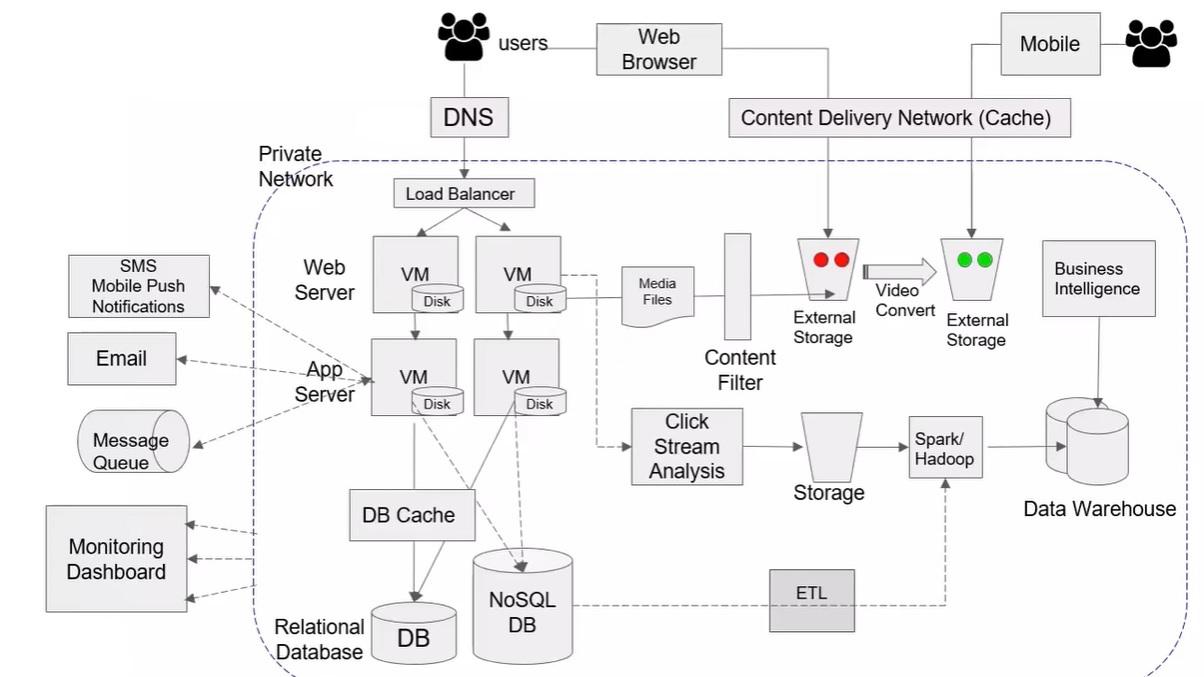 users
Web
Browser
Mobile
DNS
Content Delivery Network (Cache)
Private
Network
Load Balancer
Web
Server
VM
Disk
VM
Disk
SMS
Mobile Push
Notifications
Media
Files
Content
Filter
External
Storage
Video
Convert
External
Storage
Business
Intelligence
Email
App
Server
VM
Disk
VM
Disk
Message
Queue
Click
Stream
Analysis
Storage
Spark/
Hadoop
Data Warehouse
DB Cache
Monitoring
Dashboard
Relational
Database
DB
NoSQL
DB
ETL